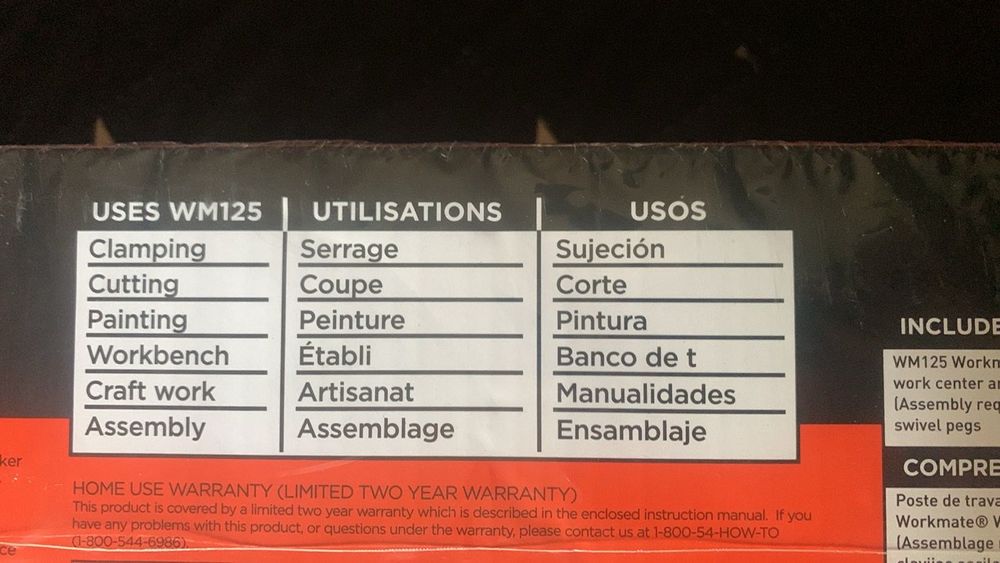 USES WM125 UTILISATIONS USOS
Clamping Serrage Sujeción
Cutting Coupe Corte
Painting Peinture Pintura
Workbench Établi Banco de t
Craft work Artisanat Manualidades
Assembly Assemblage Ensamblaje
HOME USE WARRANTY (LIMITED TWO YEAR WARRANTY)
This product is covered by a limited two year warranty which is described in the enclosed instruction manual. If you
have any problems with this product, or questions under the warranty, please contact us at 1-800-54-HOW-TO
(1-800-544-6986).
ker
ce
INCLUDE
WM125 Workm
work center an
(Assembly req
swivel pegs
COMPRE
Poste de trava
Workmate® W
(Assemblage